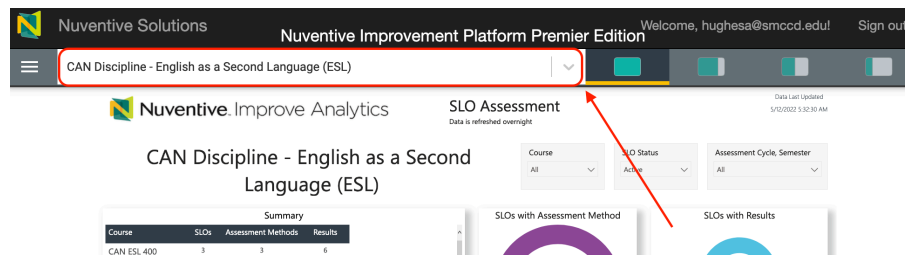 Nuventive Solutions
Nuventive Improvement Platform Premier Edition
Welcome, hughesa@smccd.edu!
Sign out
CAN Discipline - English as a Second Language (ESL)
Nuventive. Improve Analytics
SLO Assessment
Data is refreshed overnight
Data Last Updated
5/12/2022 5:32:30 AM
CAN Discipline - English as a Second
Language (ESL)
Course
All
SLO Status
Active
Assessment Cycle, Semester
All
Summary
Course SLOs Assessment Methods Results
CAN ESL 400 3 3 6
SLOs with Assessment Method
SLOs with Results